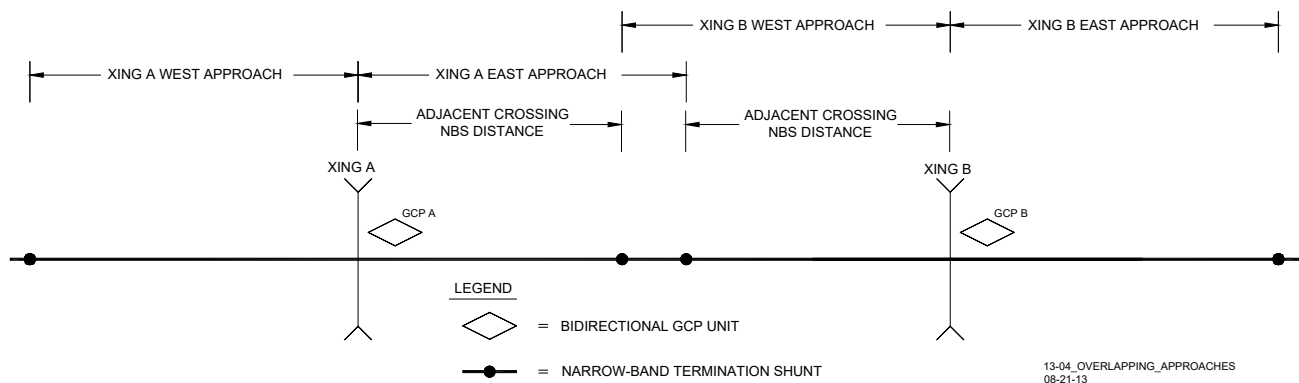 XING B WEST APPROACH
XING B EAST APPROACH
XING A WEST APPROACH
XING A EAST APPROACH
ADJACENT CROSSING
NBS DISTANCE
ADJACENT CROSSING
NBS DISTANCE
XING A
XING B
GCP A
GCP B
LEGEND
= BIDIRECTIONAL GCP UNIT
= NARROW-BAND TERMINATION SHUNT
13-04_OVERLAPPING_APPROACHES
08-21-13